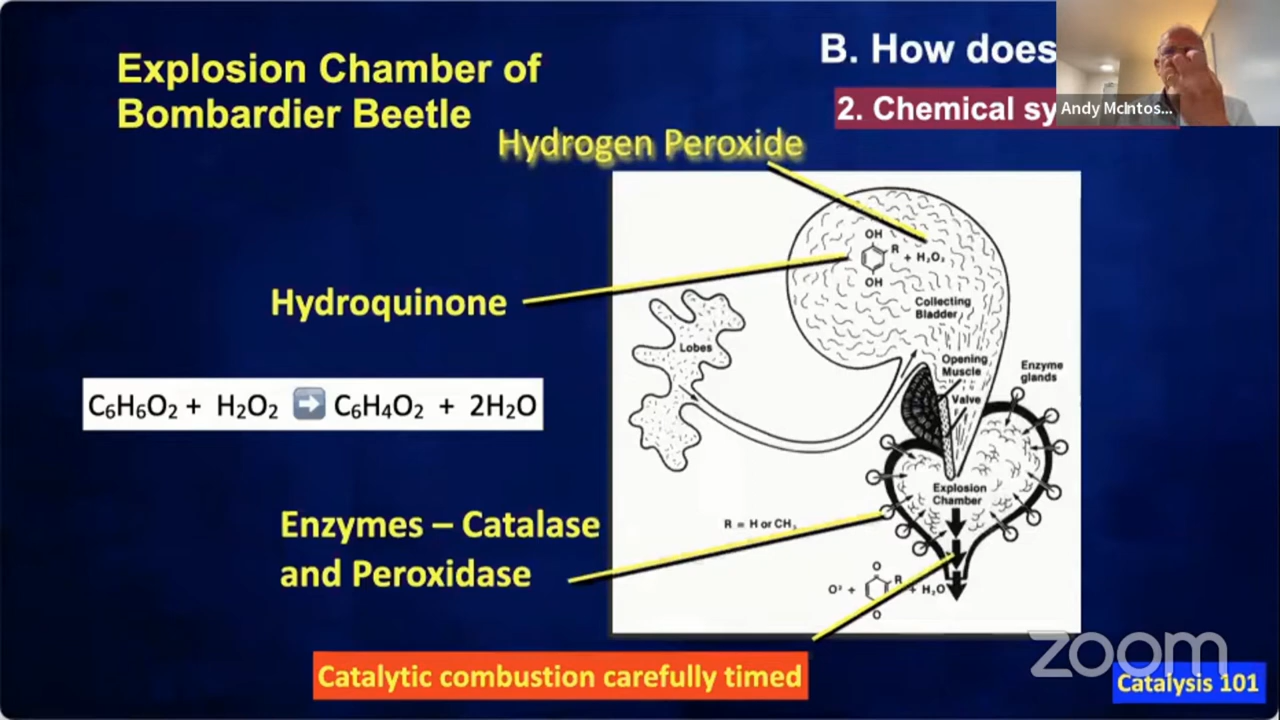 Explosion Chamber of
Bombardier Beetle
B. How does
2. Chemical sy
Andy McIntos...
Hydrogen Peroxide
OH
R
+ H₂O₂
OH
Hydroquinone
Collecting
Bladder
Lobes
Opening
Muscle
Enzyme
glands
Valve
C₆H₆O₂ + H₂O₂ ➡ C₆H₄O₂ + 2H₂O
Explosion
Chamber
Enzymes – Catalase
and Peroxidase
R = H or CH₃
O
O² +
R
+ H₂O
O
Catalytic combustion carefully timed
zoom
Catalysis 101